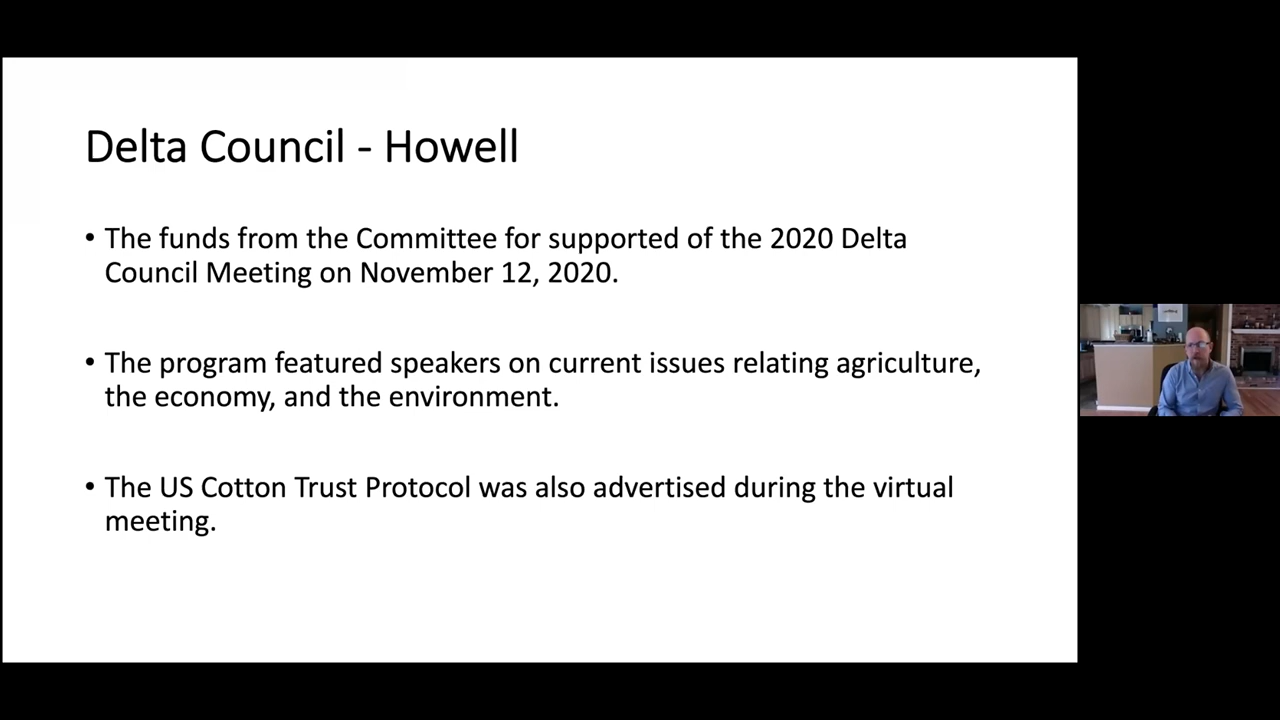 Delta Council - Howell
• The funds from the Committee for supported of the 2020 Delta
Council Meeting on November 12, 2020.
• The program featured speakers on current issues relating agriculture,
the economy, and the environment.
• The US Cotton Trust Protocol was also advertised during the virtual
meeting.